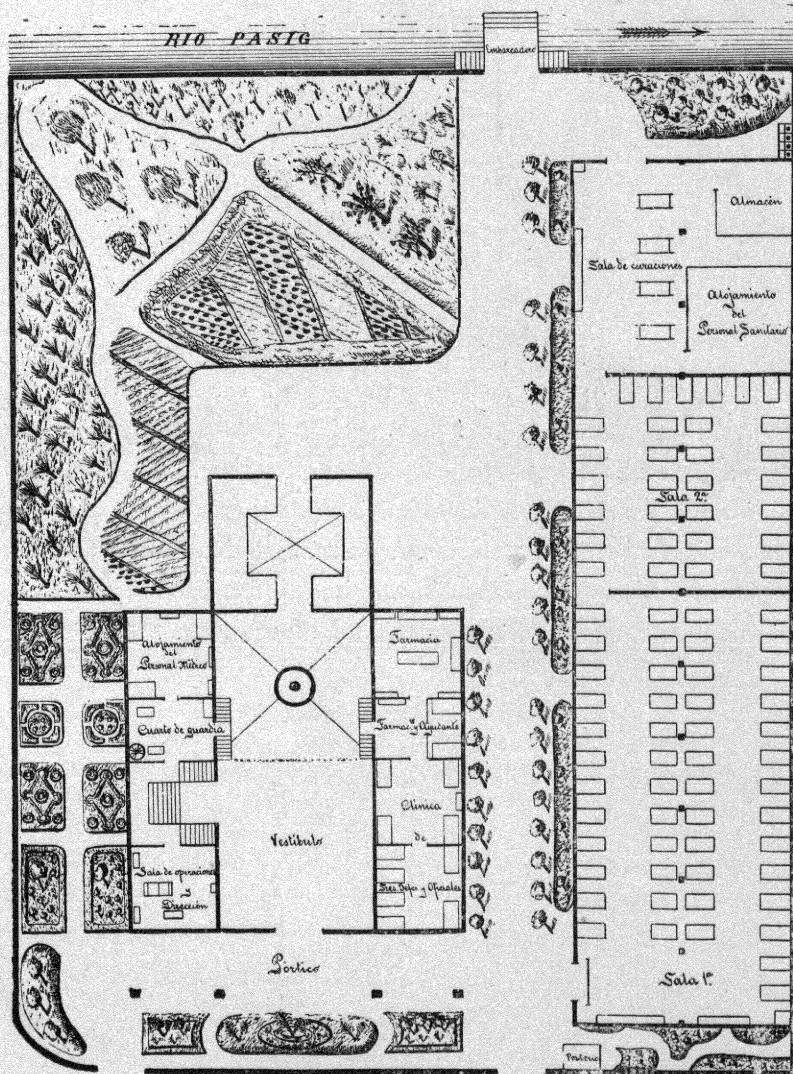 RIO PASIG
Embarcadero
Almacén
Sala de curaciones
Alojamiento
del
Personal Sanitario
Sala 2ª
Alojamiento
del
Personal Médico
Farmacia
Cuarto de guardia
Farmac.º y Ayudante
Clínica
de
Vestíbulo
Sala de operaciones
y
Dirección
Sres. Jefes y Oficiales
Pórtico
Sala 1ª